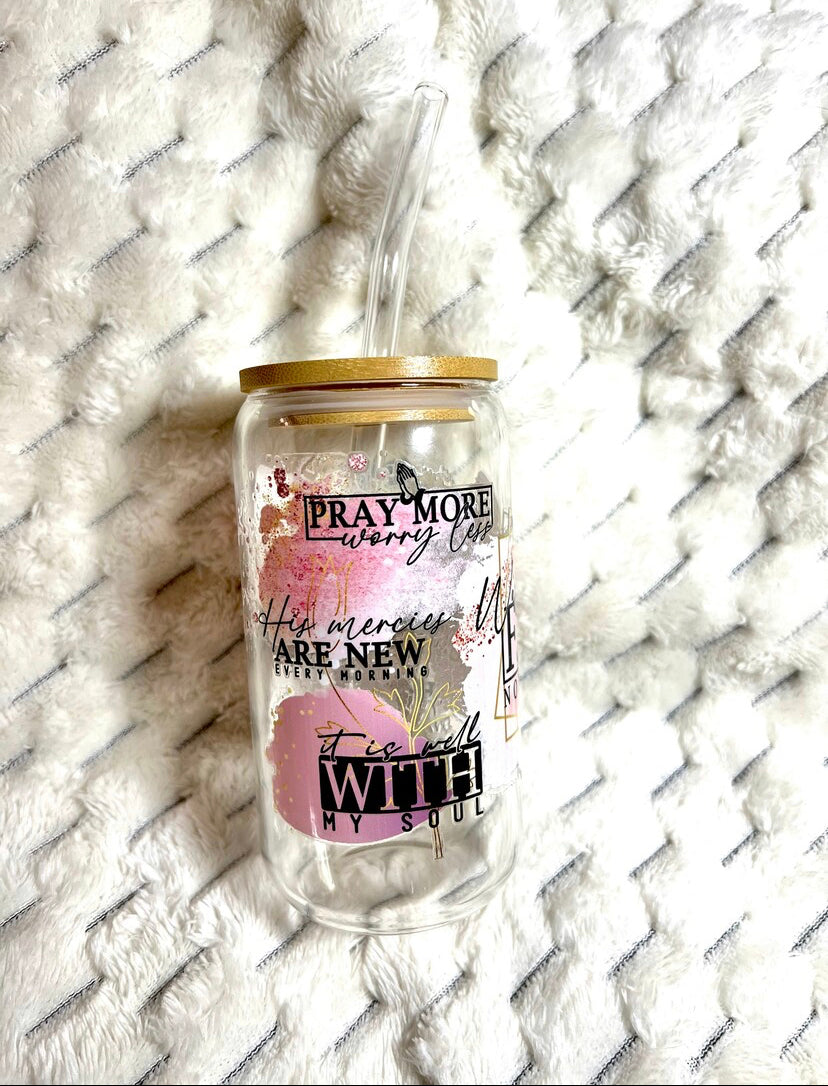 PRAY MORE
worry less
His mercies
ARE NEW
EVERY MORNING
it is well
WITH
MY SOUL